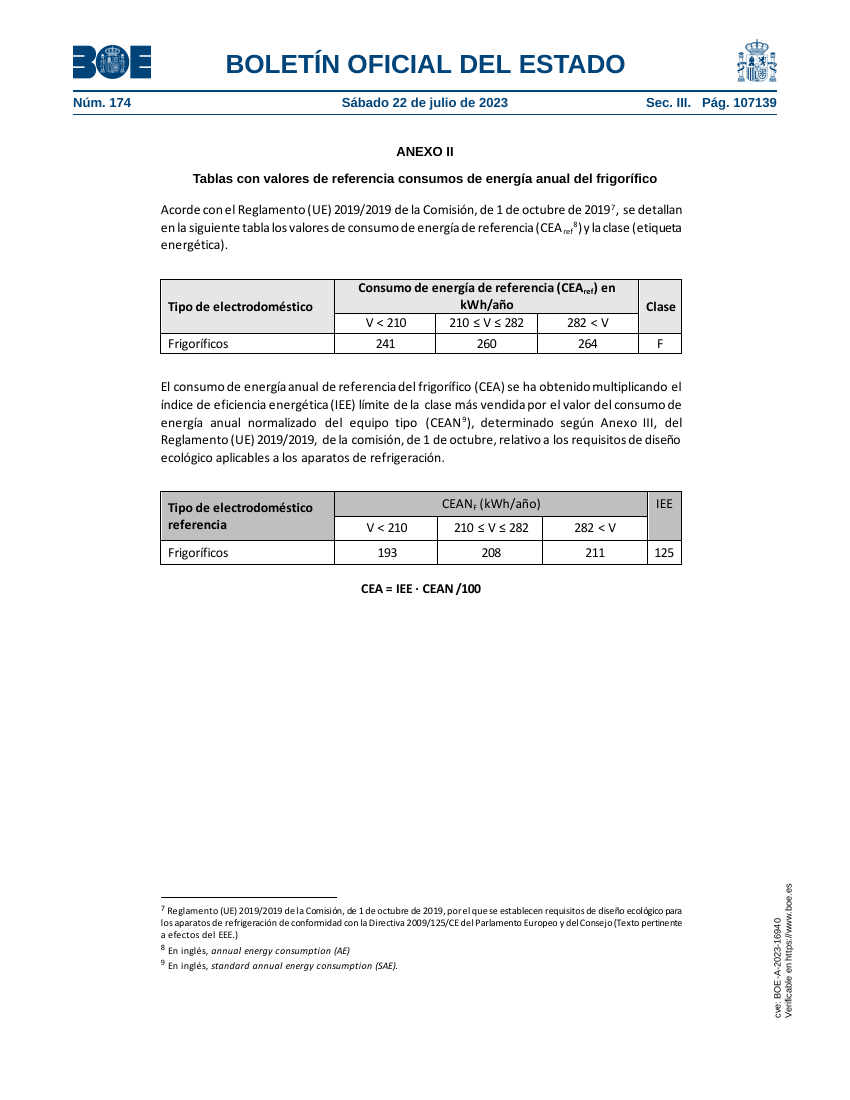 BOE
BOLETÍN OFICIAL DEL ESTADO
Núm. 174 Sábado 22 de julio de 2023 Sec. III. Pág. 107139
ANEXO II
Tablas con valores de referencia consumos de energía anual del frigorífico
Acorde con el Reglamento (UE) 2019/2019 de la Comisión, de 1 de octubre de 2019⁷, se detallan
en la siguiente tabla los valores de consumo de energía de referencia (CEAref⁸) y la clase (etiqueta
energética).
Tipo de electrodoméstico Consumo de energía de referencia (CEAref) en
kWh/año Clase
V < 210 210 ≤ V ≤ 282 282 < V
Frigoríficos 241 260 264 F
El consumo de energía anual de referencia del frigorífico (CEA) se ha obtenido multiplicando el
índice de eficiencia energética (IEE) límite de la clase más vendida por el valor del consumo de
energía anual normalizado del equipo tipo (CEAN⁹), determinado según Anexo III, del
Reglamento (UE) 2019/2019, de la comisión, de 1 de octubre, relativo a los requisitos de diseño
ecológico aplicables a los aparatos de refrigeración.
Tipo de electrodoméstico
referencia CEANF (kWh/año) IEE
V < 210 210 ≤ V ≤ 282 282 < V
Frigoríficos 193 208 211 125
CEA = IEE · CEAN /100
⁷ Reglamento (UE) 2019/2019 de la Comisión, de 1 de octubre de 2019, por el que se establecen requisitos de diseño ecológico para
los aparatos de refrigeración de conformidad con la Directiva 2009/125/CE del Parlamento Europeo y del Consejo (Texto pertinente
a efectos del EEE.)
⁸ En inglés, annual energy consumption (AE)
⁹ En inglés, standard annual energy consumption (SAE).
cve: BOE-A-2023-16940
Verificable en https://www.boe.es